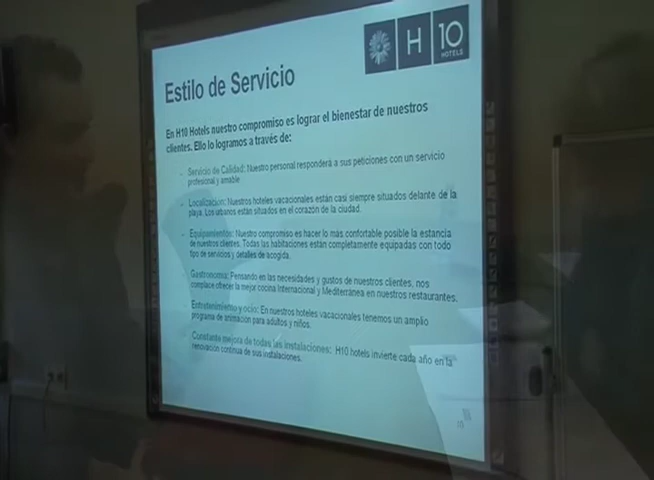 H 10
HOTELS
Estilo de Servicio
En H10 Hotels nuestro compromiso es lograr el bienestar de nuestros
clientes. Ello lo logramos a través de:
- Servicio de Calidad: Nuestro personal responderá a sus peticiones con un servicio
profesional y amable
- Localización: Nuestros hoteles vacacionales están casi siempre situados delante de la
playa. Los urbanos están situados en el corazón de la ciudad.
- Equipamientos: Nuestro compromiso es hacer lo más confortable posible la estancia
de nuestros clientes. Todas las habitaciones están completamente equipadas con todo
tipo de servicios y detalles de acogida.
- Gastronomía: Pensando en las necesidades y gustos de nuestros clientes, nos
complace ofrecer la mejor cocina Internacional y Mediterránea en nuestros restaurantes.
- Entretenimiento y ocio: En nuestros hoteles vacacionales tenemos un amplio
programa de animación para adultos y niños.
- Constante mejora de todas las instalaciones: H10 hotels invierte cada año en la
renovación continua de sus instalaciones.